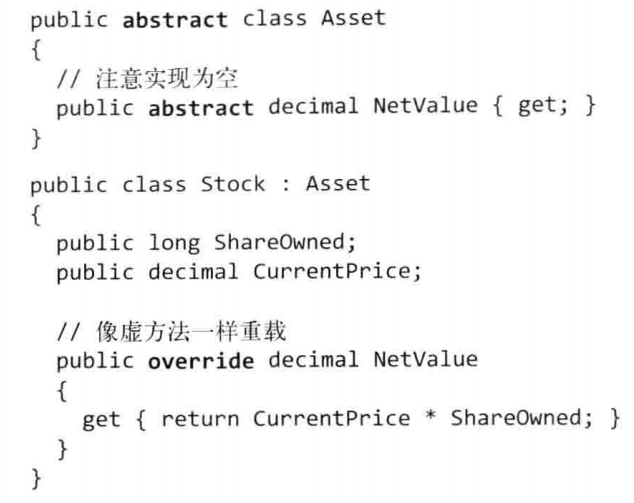 public abstract class Asset
{
  // 注意实现为空
  public abstract decimal NetValue { get; }
}
public class Stock : Asset
{
  public long ShareOwned;
  public decimal CurrentPrice;
  // 像虚方法一样重载
  public override decimal NetValue
  {
    get { return CurrentPrice * ShareOwned; }
  }
}